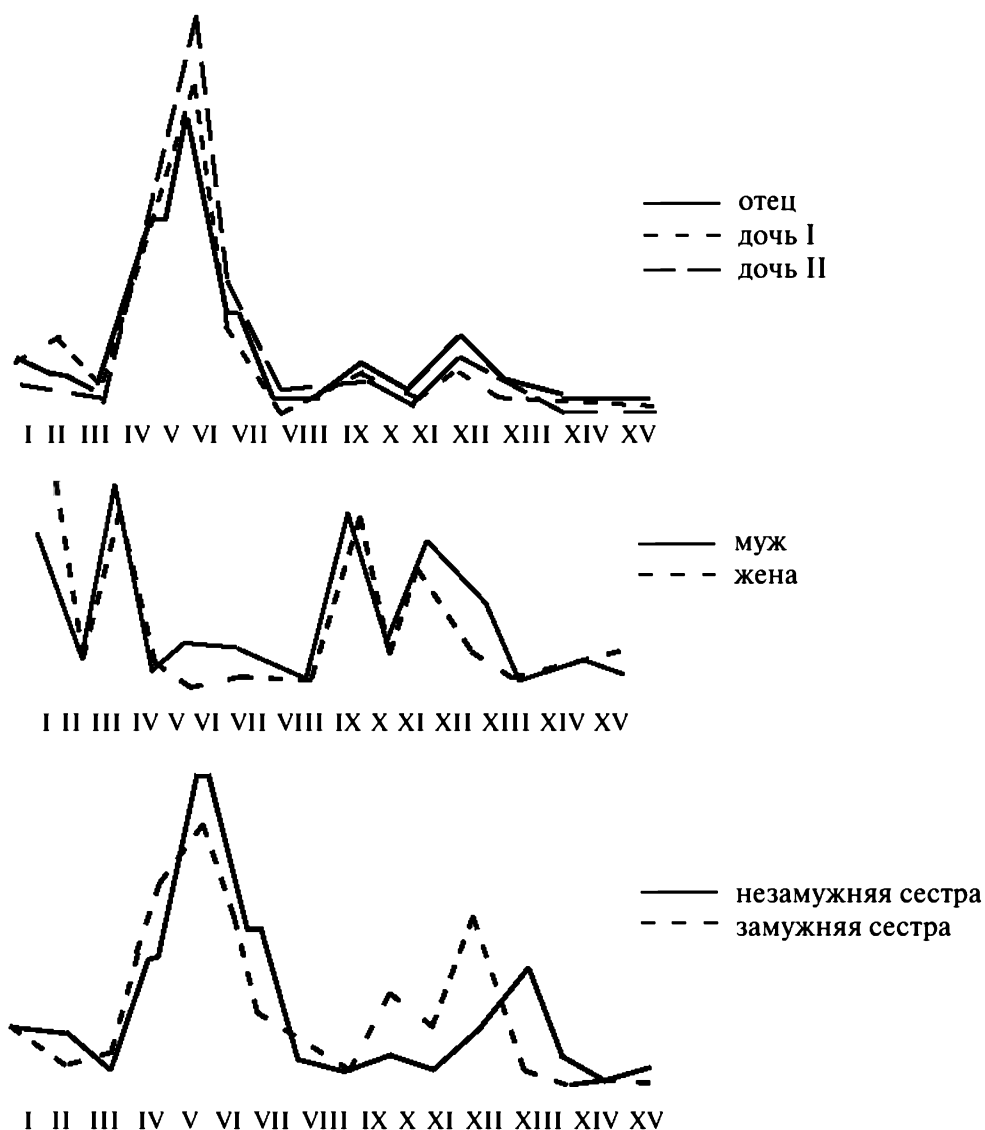 отец
дочь I
дочь II
I II III IV V VI VII VIII IX X XI XII XIII XIV XV
муж
жена
I II III IV V VI VII VIII IX X XI XII XIII XIV XV
незамужняя сестра
замужняя сестра
I II III IV V VI VII VIII IX X XI XII XIII XIV XV